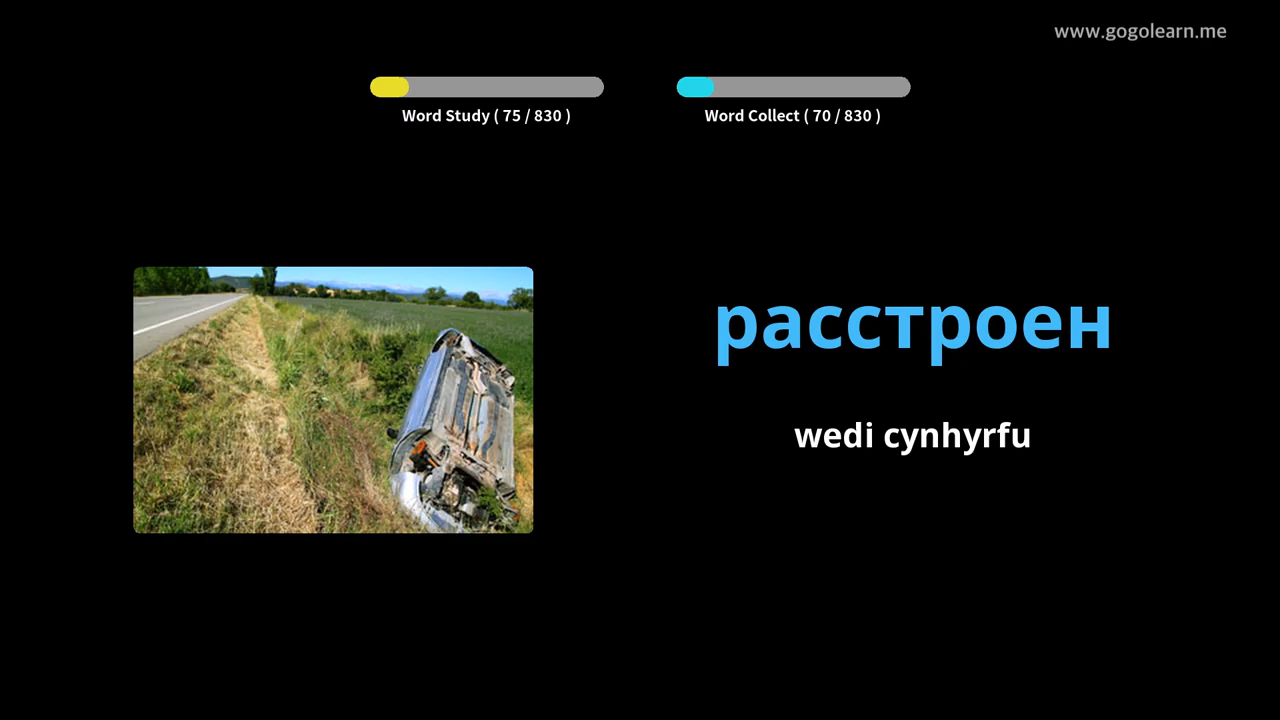 www.gogolearn.me
Word Study ( 75 / 830 )
Word Collect ( 70 / 830 )
расстроен
wedi cynhyrfu